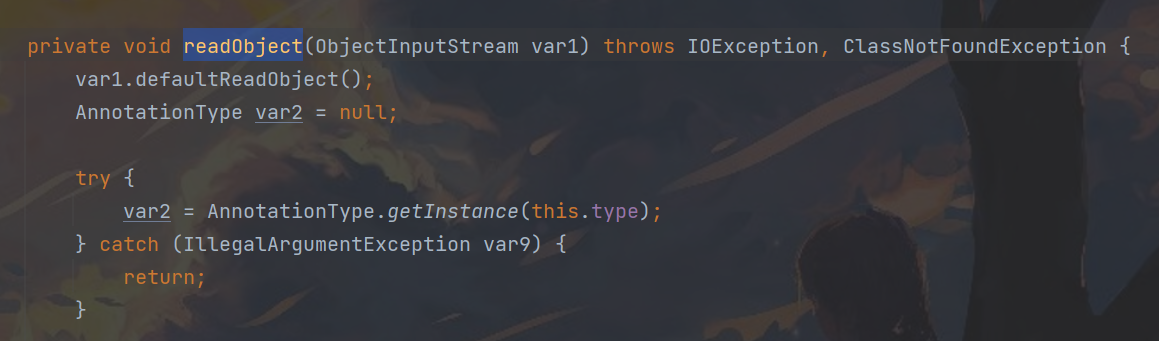 private void readObject(ObjectInputStream var1) throws IOException, ClassNotFoundException {
    var1.defaultReadObject();
    AnnotationType var2 = null;

    try {
        var2 = AnnotationType.getInstance(this.type);
    } catch (IllegalArgumentException var9) {
        return;
    }